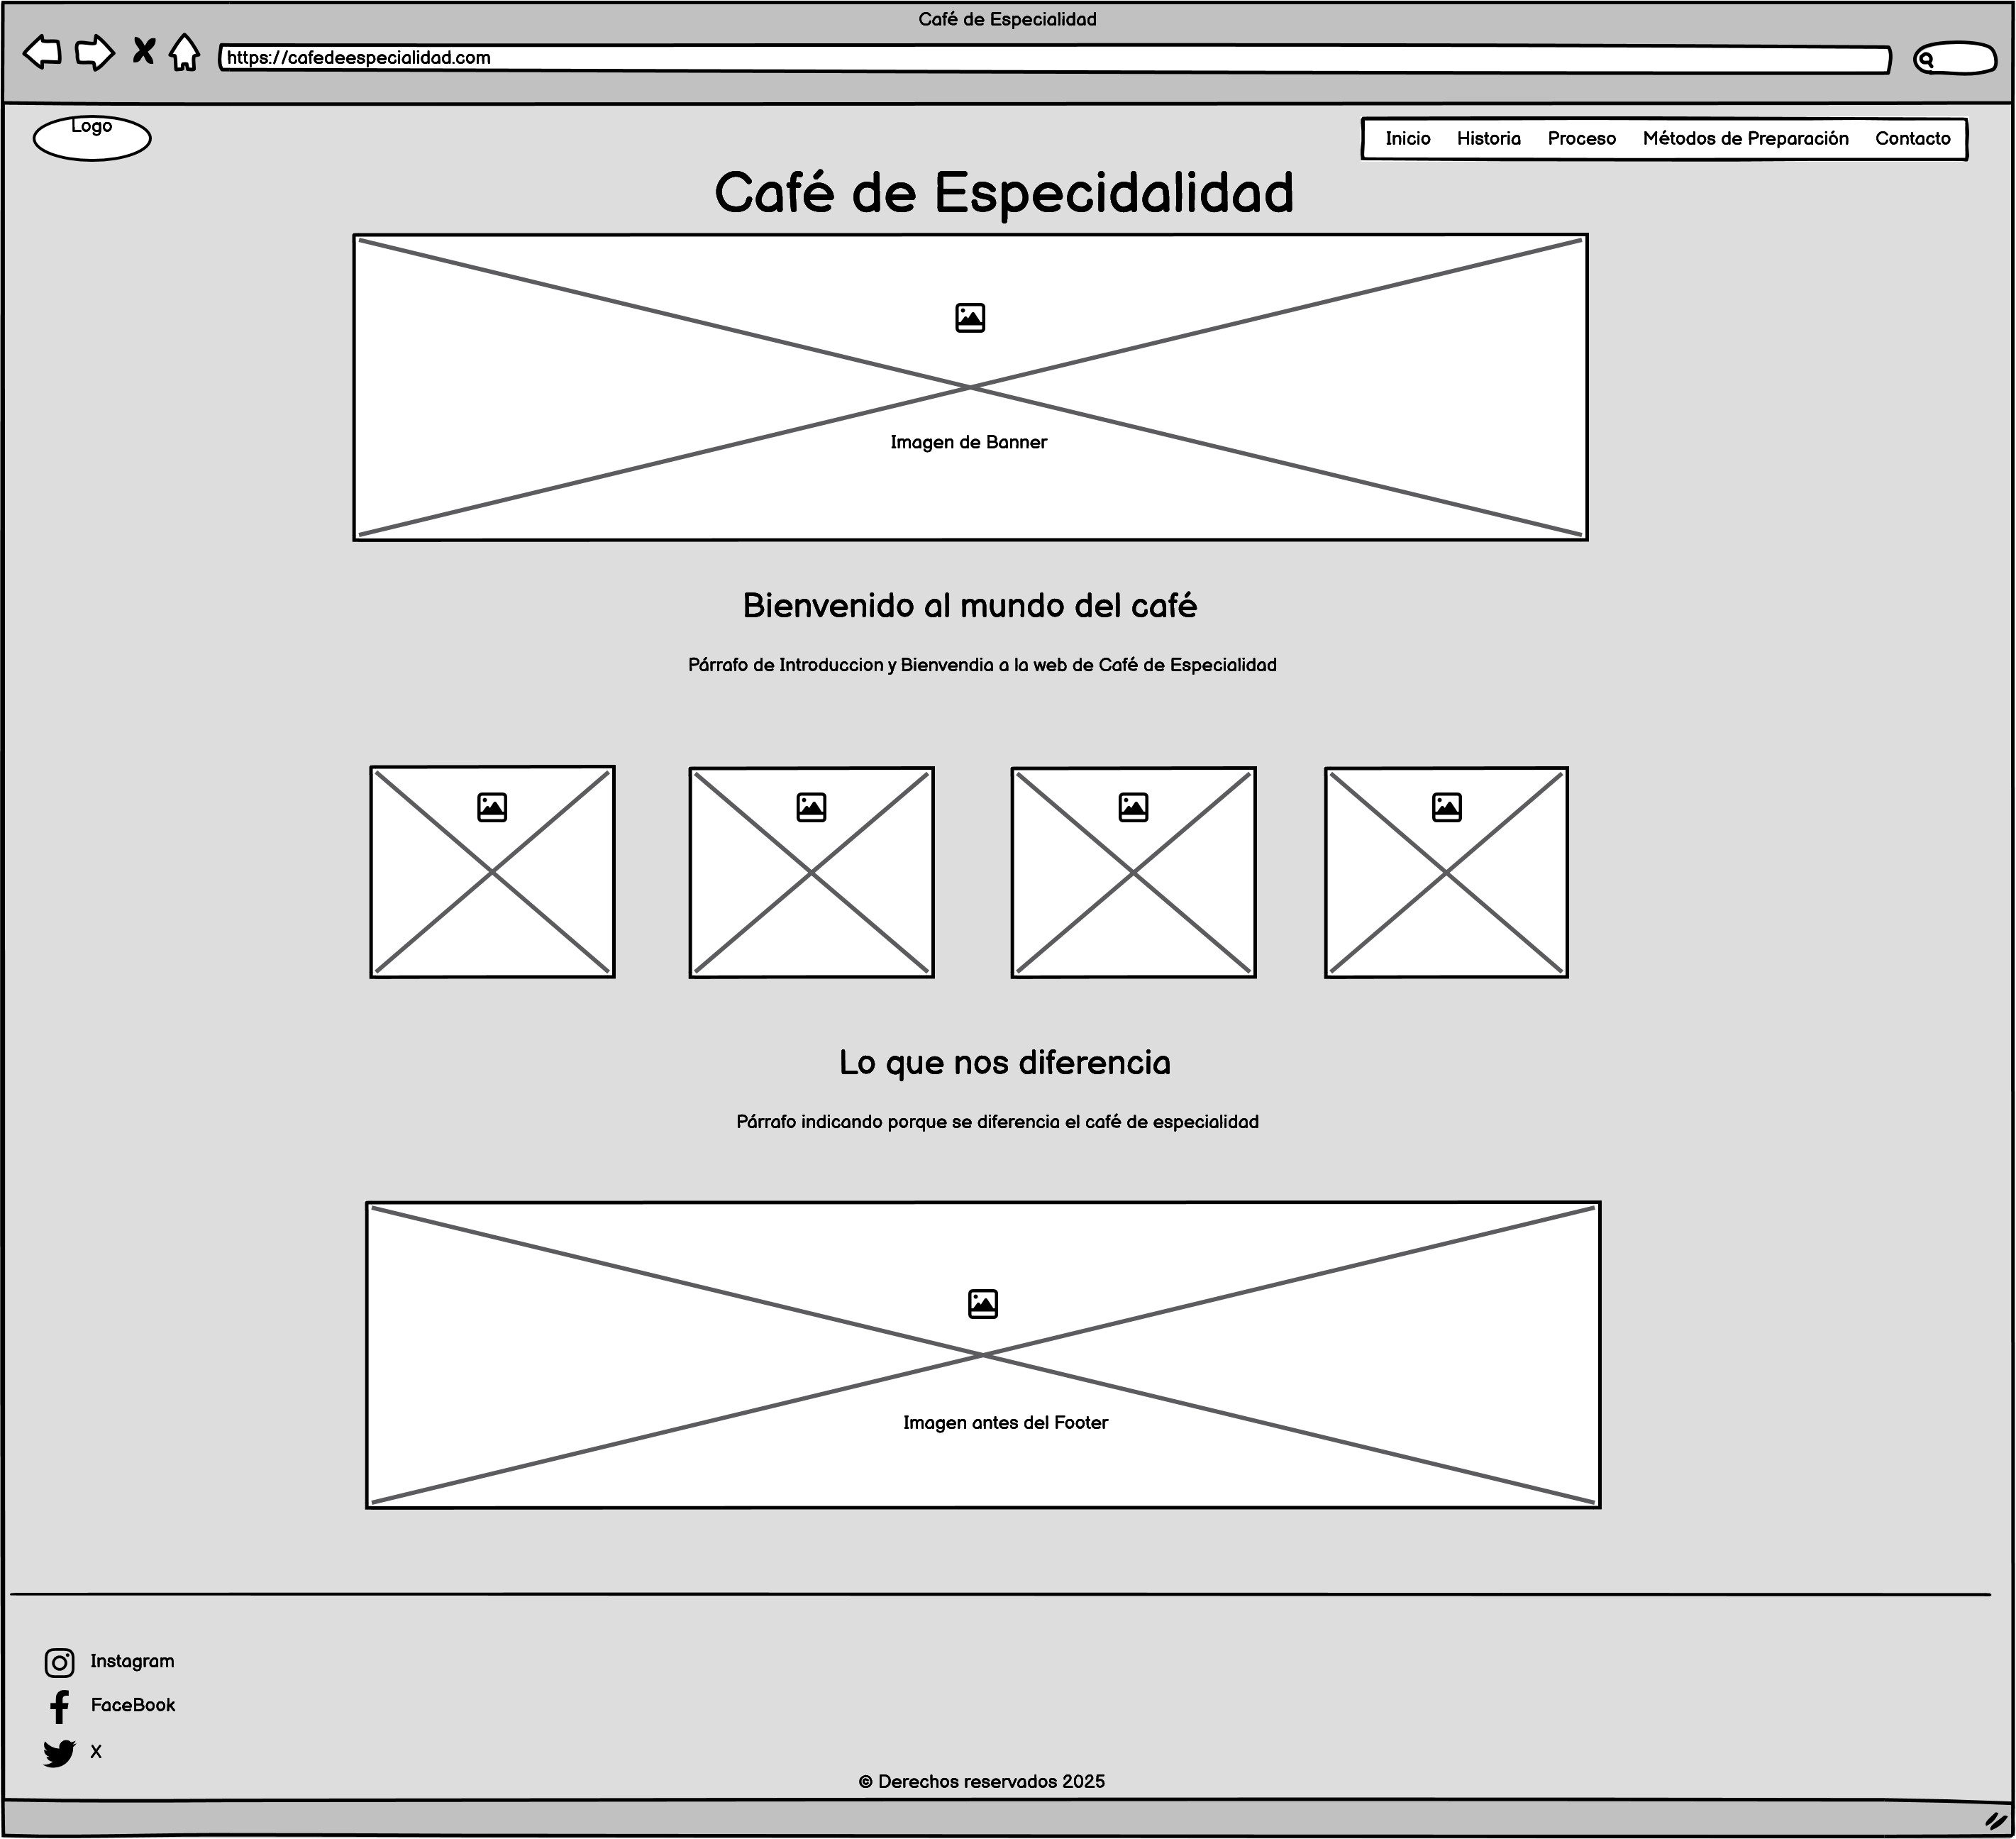 Café de Especialidad
https://cafedeespecialidad.com
Logo
Inicio Historia Proceso Métodos de Preparación Contacto
Café de Especidalidad
Imagen de Banner
Bienvenido al mundo del café
Párrafo de Introduccion y Bienvendia a la web de Café de Especialidad
Lo que nos diferencia
Párrafo indicando porque se diferencia el café de especialidad
Imagen antes del Footer
Instagram
FaceBook
X
© Derechos reservados 2025